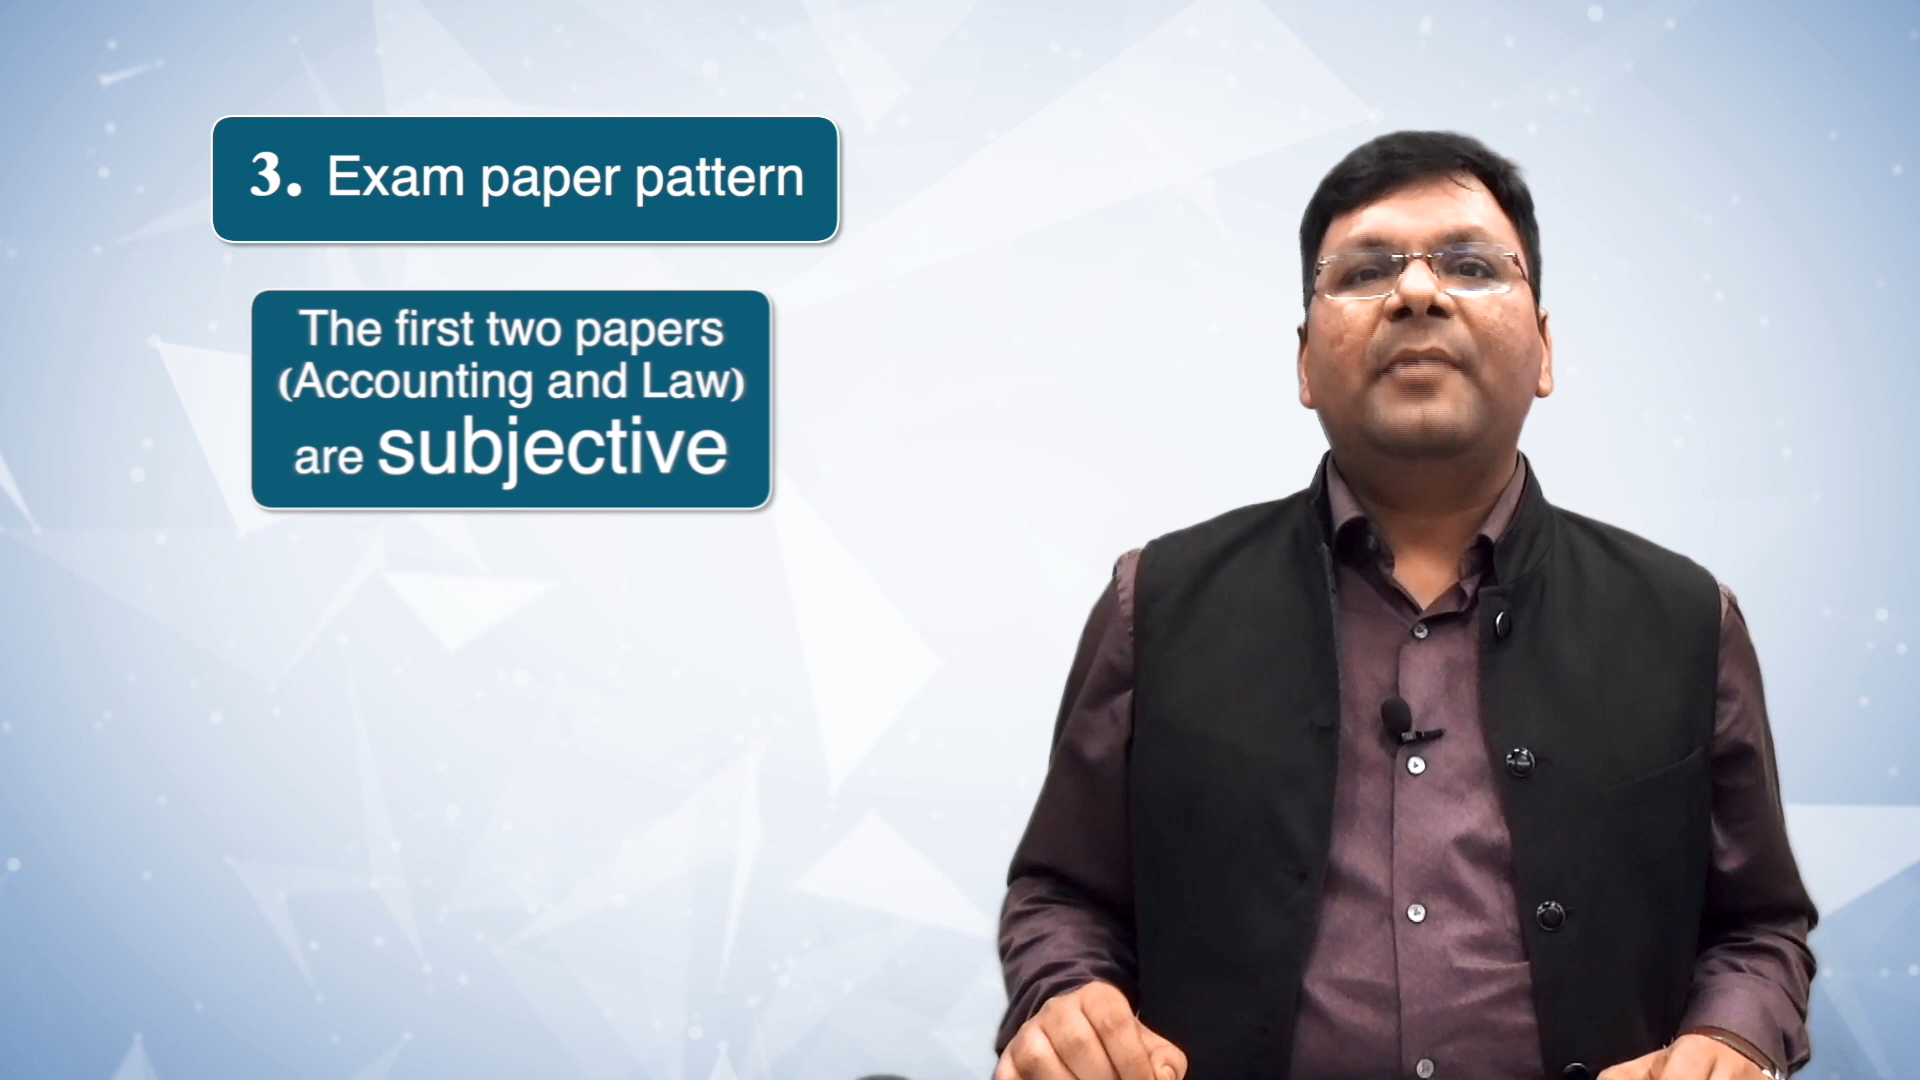 3. Exam paper pattern
The first two papers
(Accounting and Law)
are subjective